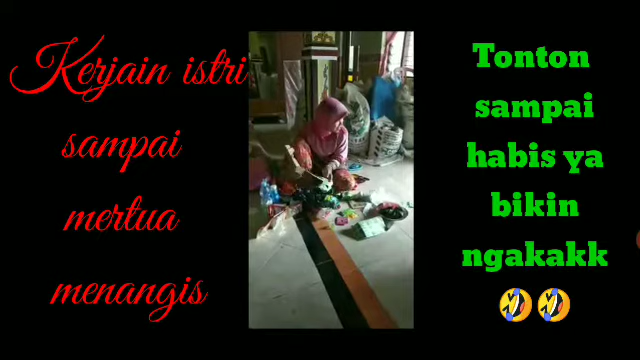 Kerjain istri
sampai
mertua
menangis
Tonton
sampai
habis ya
bikin
ngakakk
🤣🤣